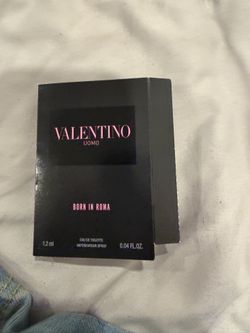 VALENTINO
UOMO
BORN IN ROMA
EAU DE TOILETTE
1.2 ml VAPORISATEUR SPRAY 0.04 FL.OZ.